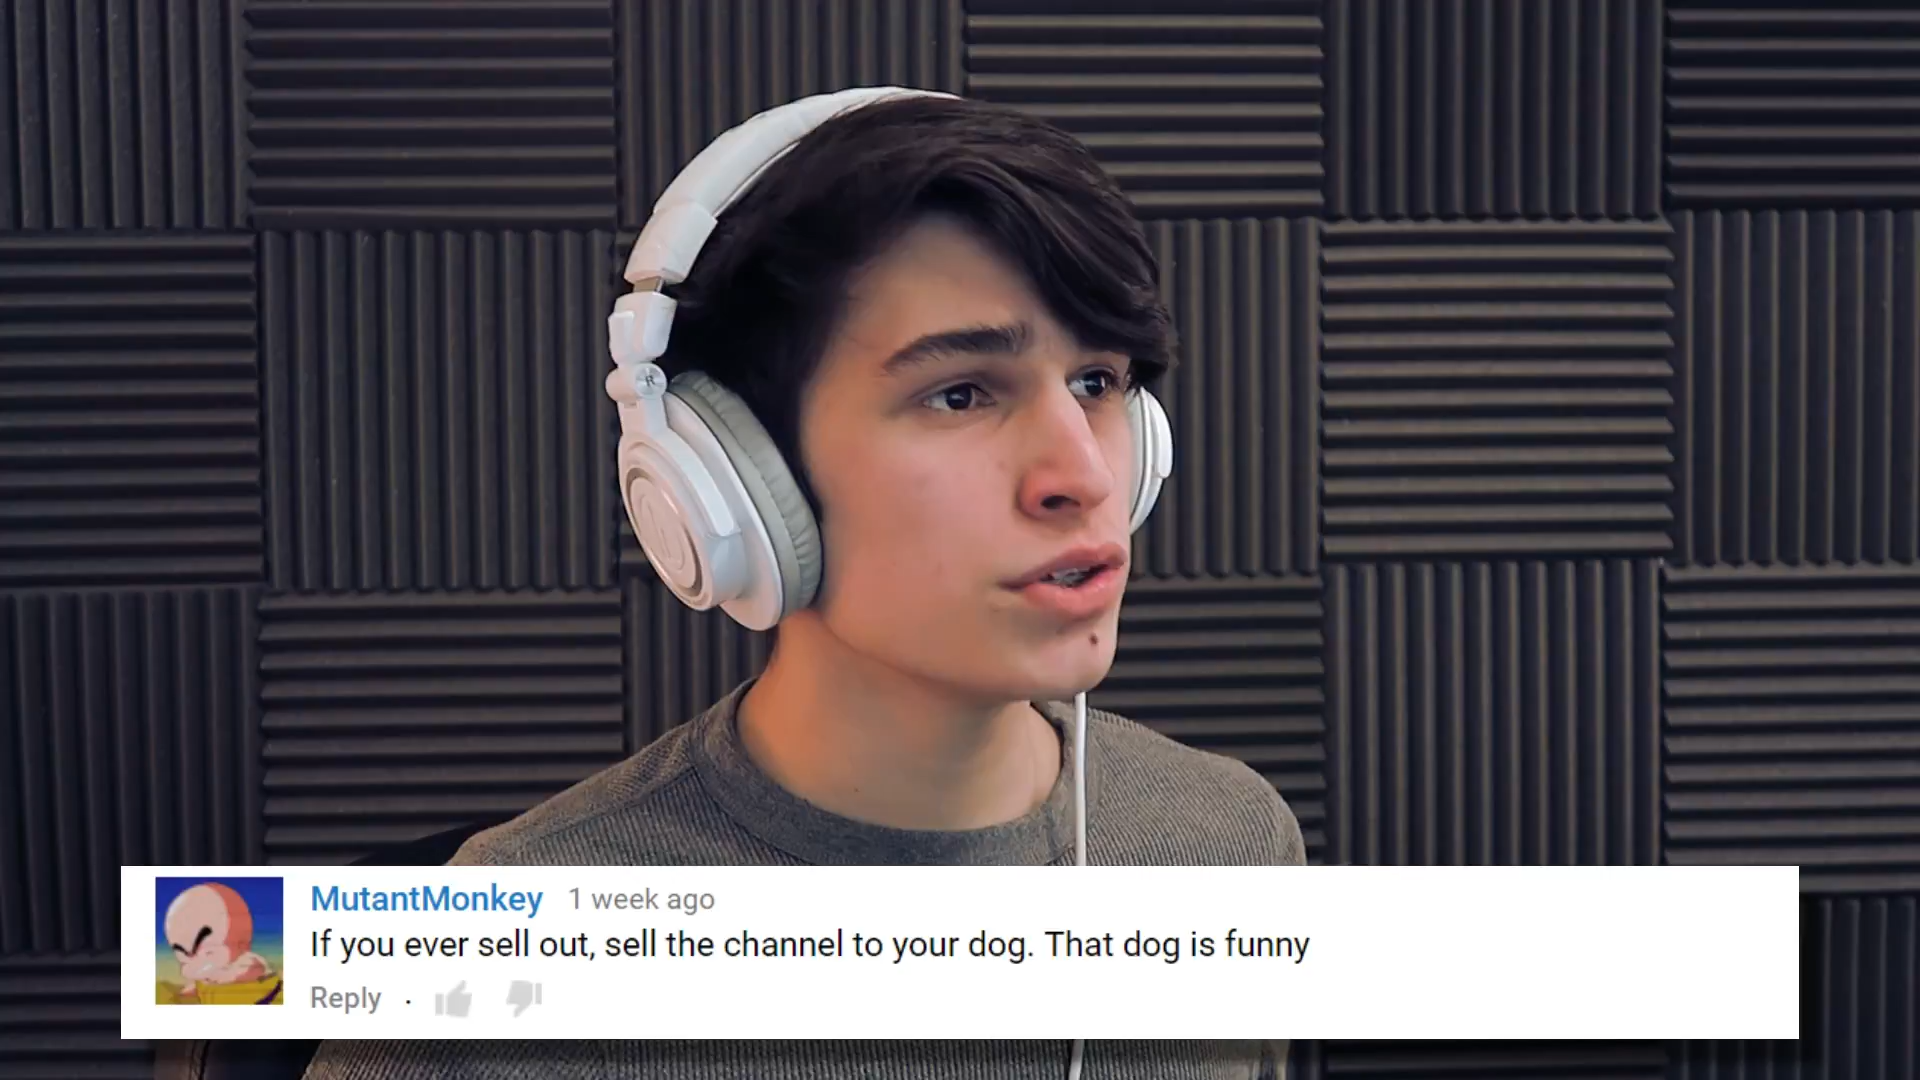 R
MutantMonkey 1 week ago
If you ever sell out, sell the channel to your dog. That dog is funny
Reply ·